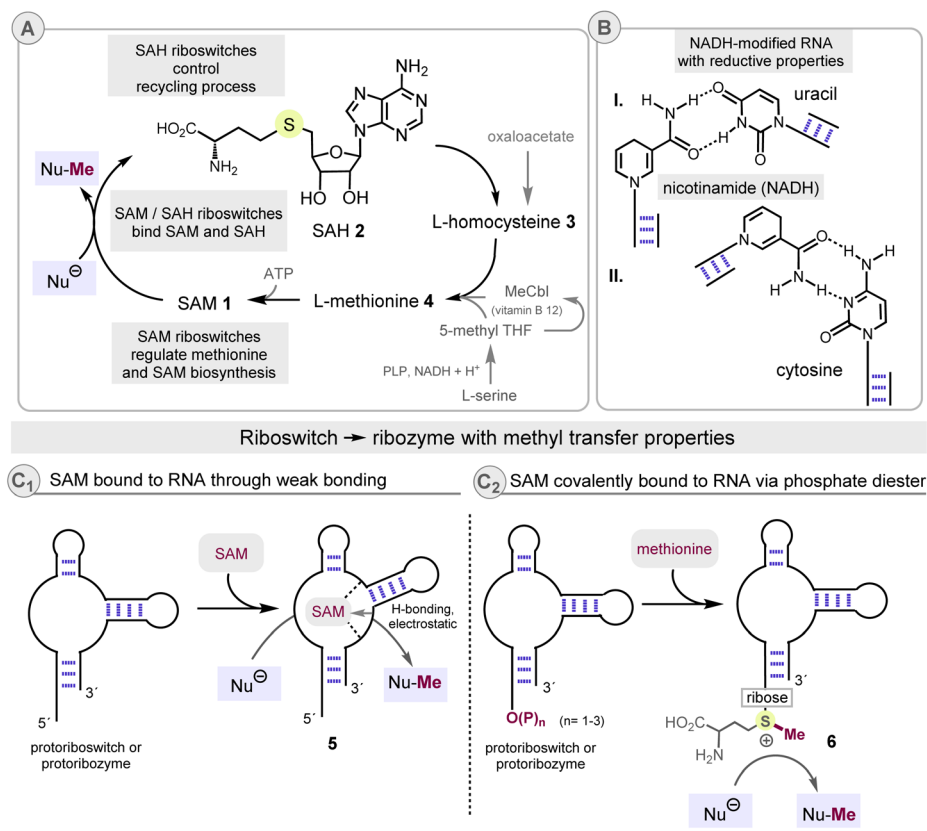 A
SAH riboswitches
control
recycling process
NH2
N
N
N
N
S
HO2C
NH2
O
HO
OH
SAH 2
oxaloacetate
Nu-Me
SAM / SAH riboswitches
bind SAM and SAH
L-homocysteine 3
Nu⊖
ATP
SAM 1
L-methionine 4
MeCbl
(vitamin B 12)
5-methyl THF
SAM riboswitches
regulate methionine
and SAM biosynthesis
PLP, NADH + H+
L-serine
B
NADH-modified RNA
with reductive properties
I.
H
N
H
O
uracil
H
N
N
O
O
N
nicotinamide (NADH)
N
O
H
H
N
N
H
H
II.
N
O
N
cytosine
Riboswitch → ribozyme with methyl transfer properties
C1 SAM bound to RNA through weak bonding
SAM
SAM
H-bonding,
electrostatic
Nu⊖
Nu-Me
3´
3´
5´
5
protoriboswitch or
protoribozyme
C2 SAM covalently bound to RNA via phosphate diester
methionine
3´
3´
O(P)n (n= 1-3)
protoriboswitch or
protoribozyme
ribose
HO2C
S
⊕
Me
H2N
6
Nu⊖
Nu-Me